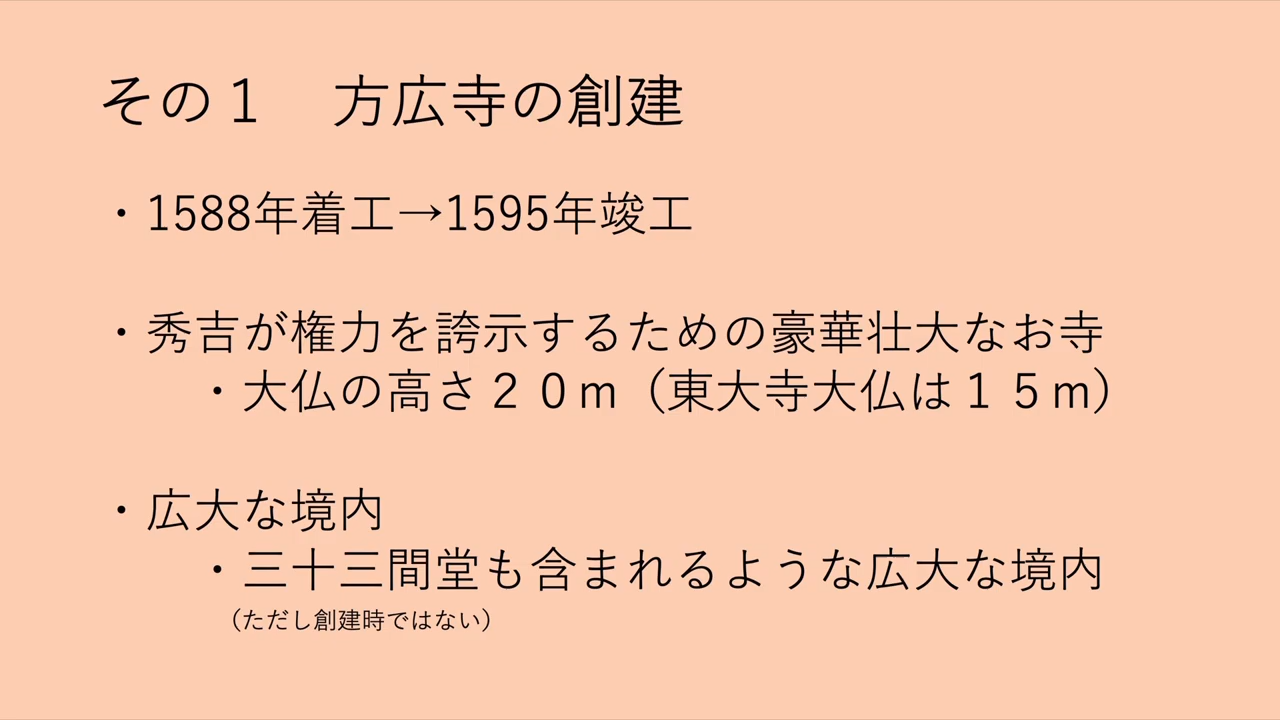 その１　方広寺の創建
・1588年着工→1595年竣工
・秀吉が権力を誇示するための豪華壮大なお寺
・大仏の高さ２０ｍ（東大寺大仏は１５ｍ）
・広大な境内
・三十三間堂も含まれるような広大な境内
（ただし創建時ではない）